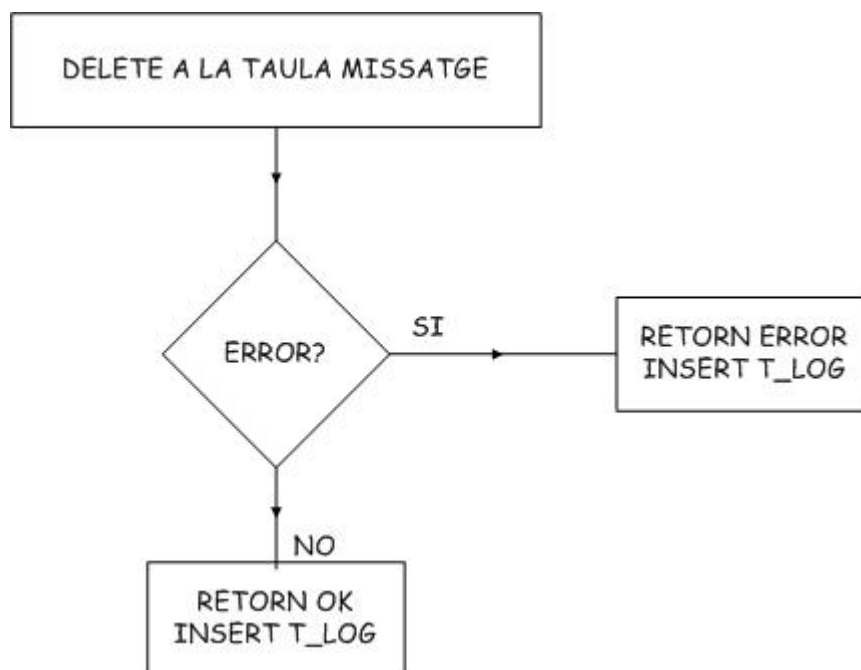 DELETE A LA TAULA MISSATGE
ERROR?
SI
RETORN ERROR
INSERT T_LOG
NO
RETORN OK
INSERT T_LOG